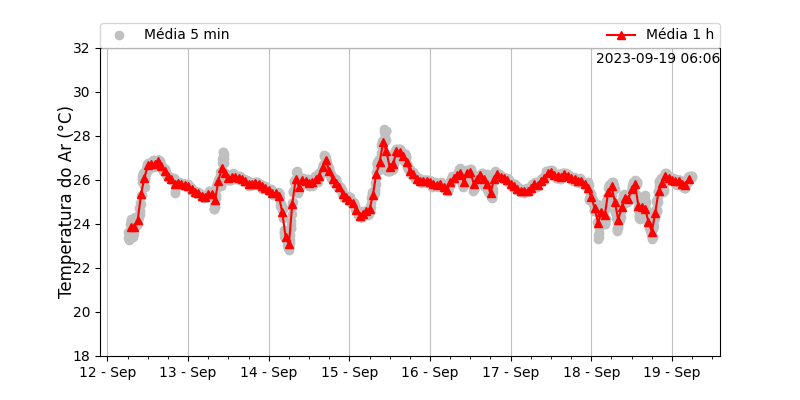 Média 5 min
Média 1 h
2023-09-19 06:06
Temperatura do Ar (°C)
32
30
28
26
24
22
20
18
12 - Sep
13 - Sep
14 - Sep
15 - Sep
16 - Sep
17 - Sep
18 - Sep
19 - Sep